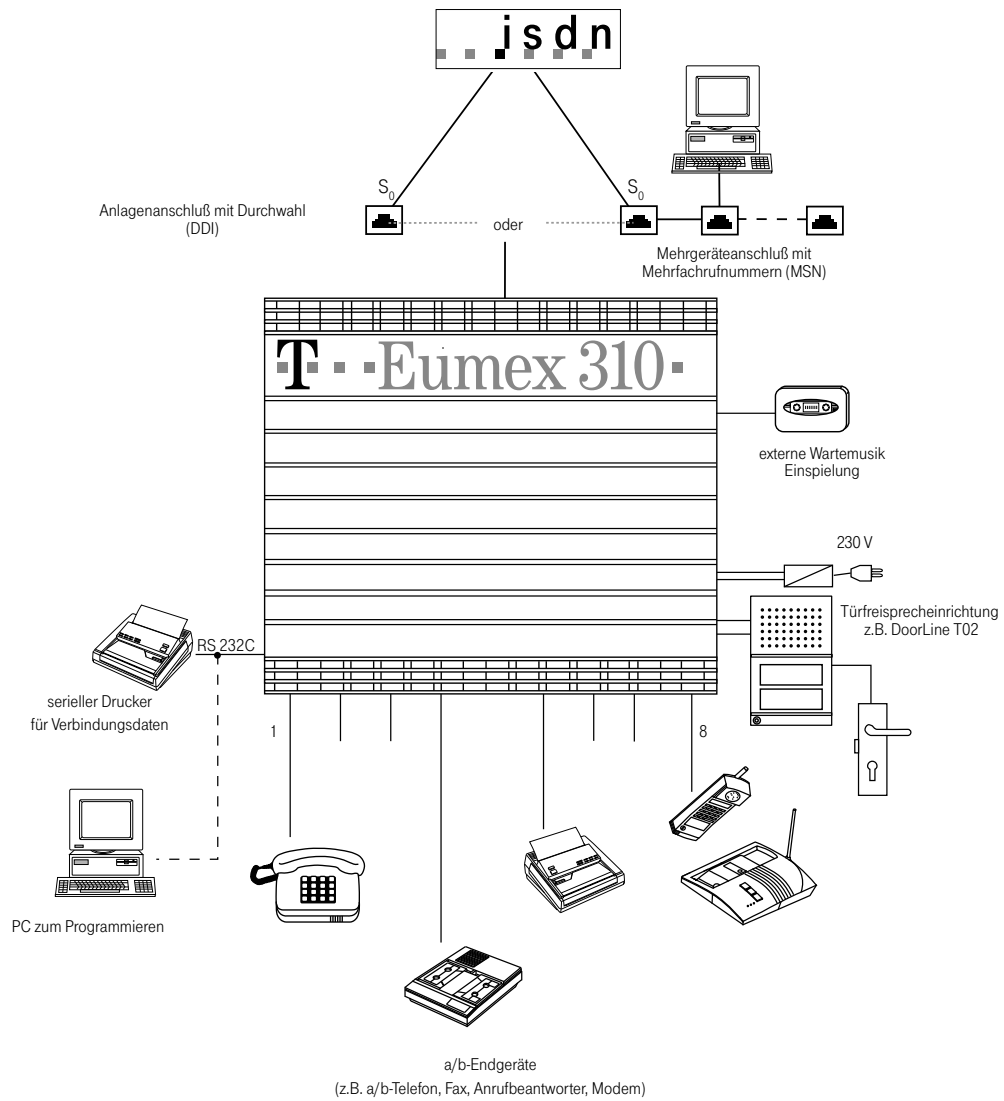 isdn
S0
S0
Anlagenanschluß mit Durchwahl
(DDI)
oder
Mehrgeräteanschluß mit
Mehrfachrufnummern (MSN)
T Eumex 310
externe Wartemusik
Einspielung
230 V
Türfreisprecheinrichtung
z.B. DoorLine T02
RS 232C
serieller Drucker
für Verbindungsdaten
1
8
PC zum Programmieren
a/b-Endgeräte
(z.B. a/b-Telefon, Fax, Anrufbeantworter, Modem)